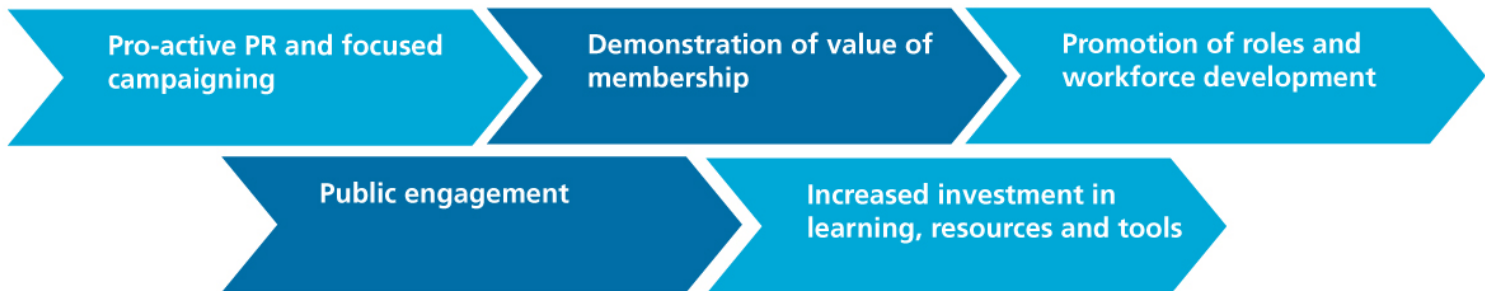 Pro-active PR and focused
campaigning
Demonstration of value of
membership
Promotion of roles and
workforce development
Public engagement
Increased investment in
learning, resources and tools